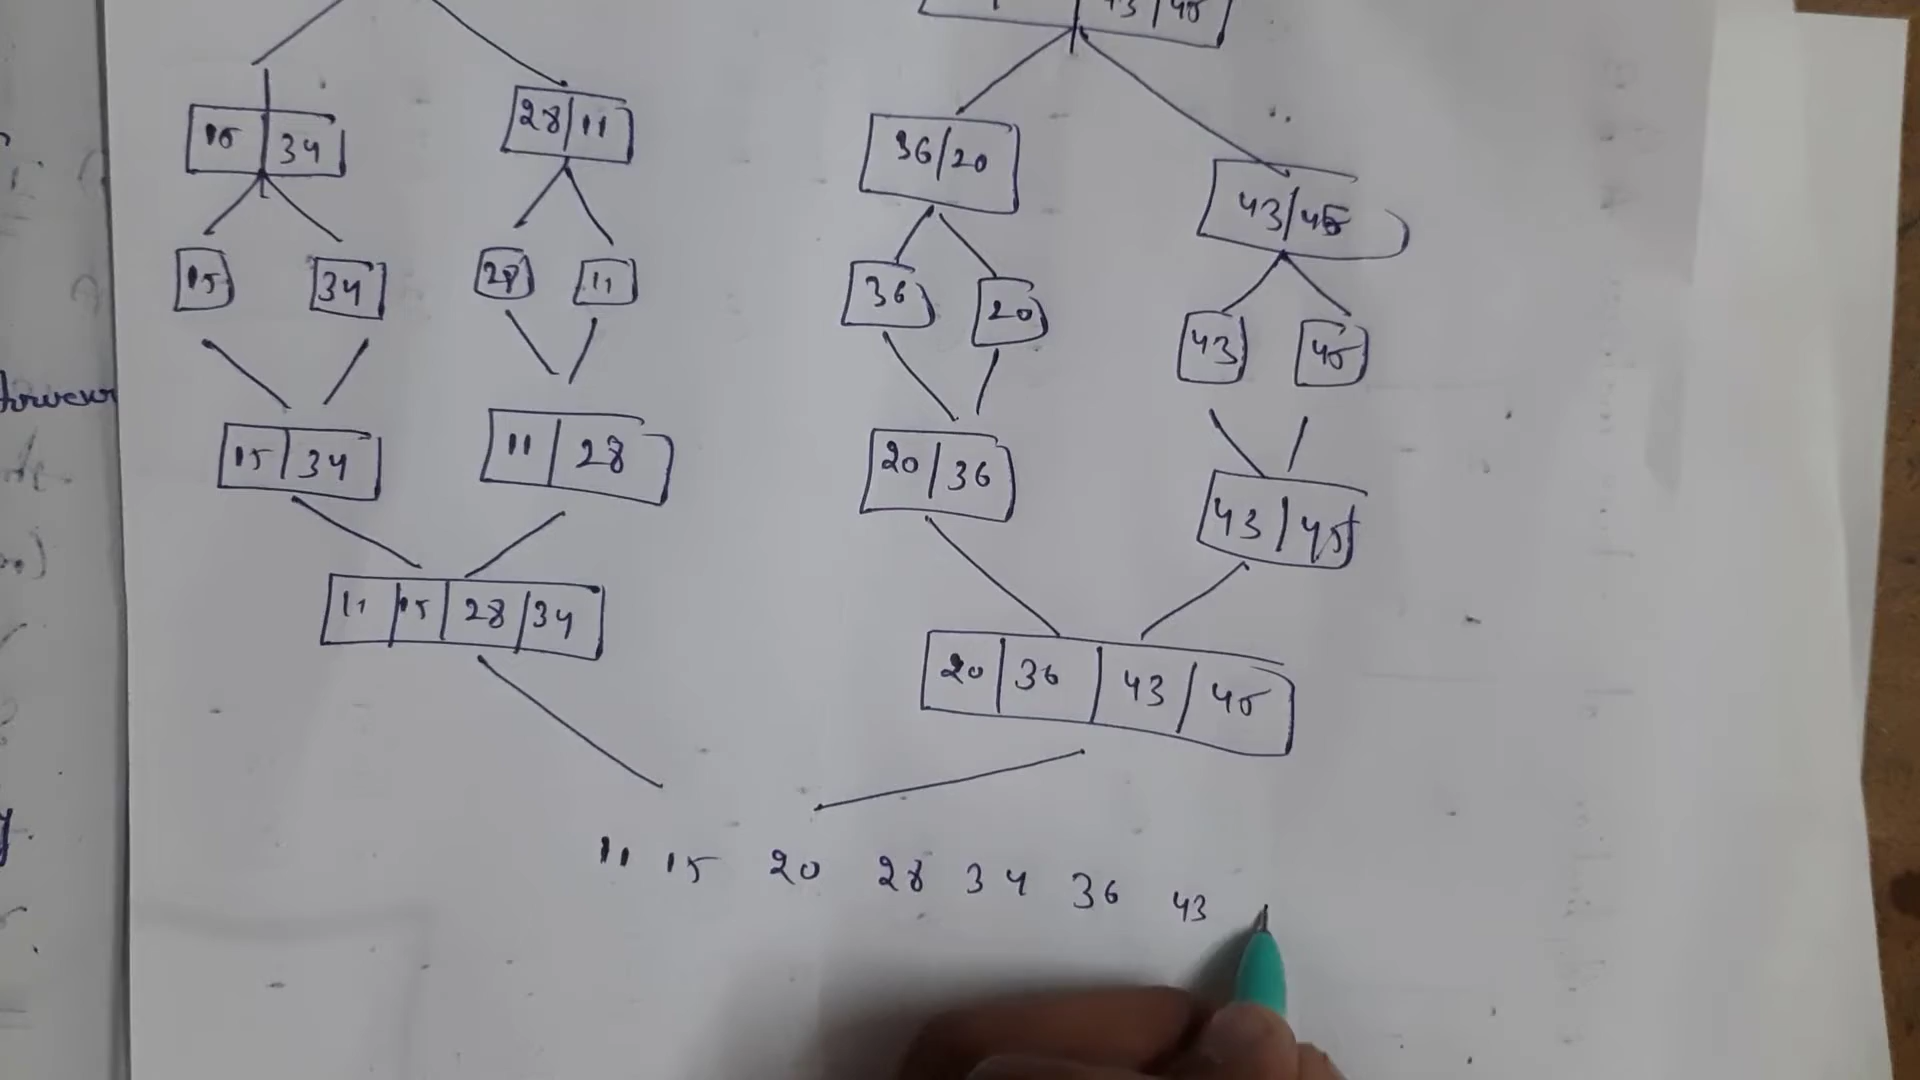 43/45
28/11
15 34
36/20
43/45
15 34 28 11
36 20
43 45
15/34
11 28
20/36
43/45
11 15 28/34
20 36 43/45
11 15 20 28 34 36 43